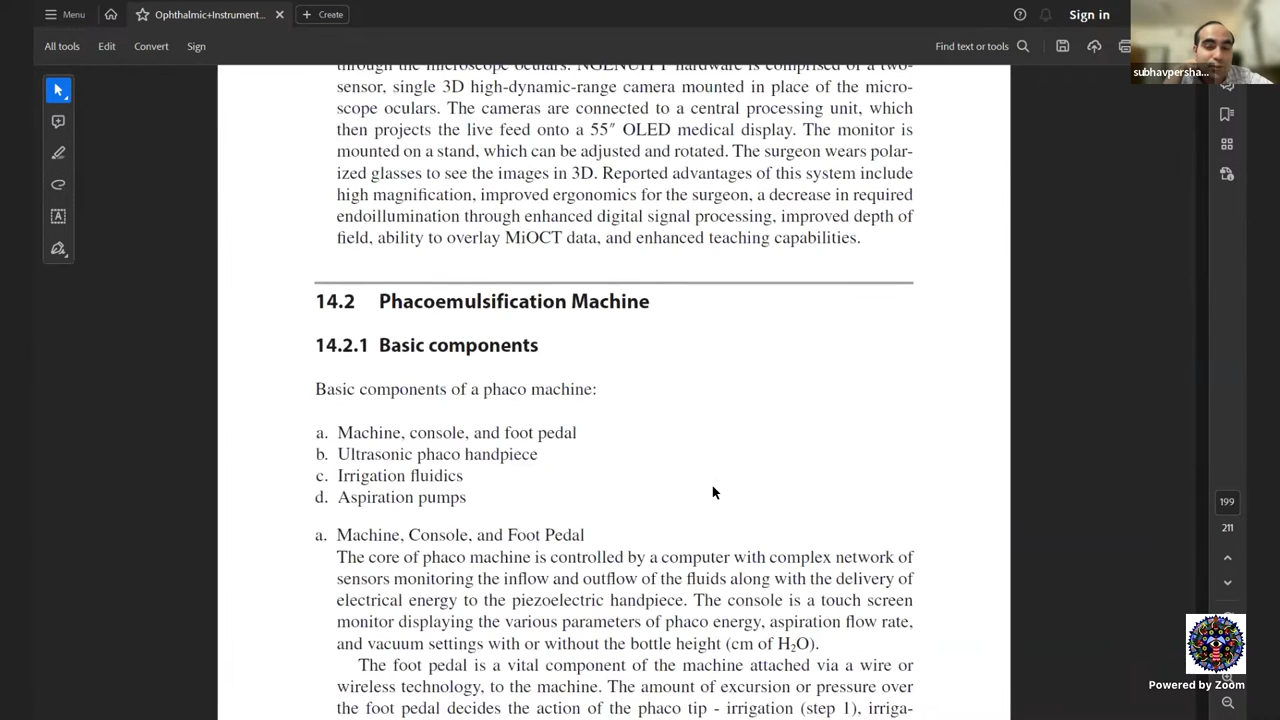 Menu
Ophthalmic+Instrument...
Create
Sign in
All tools
Edit
Convert
Sign
Find text or tools
subhavpersha...
through the microscope oculars. NGENUITY hardware is comprised of a two-
sensor, single 3D high-dynamic-range camera mounted in place of the micro-
scope oculars. The cameras are connected to a central processing unit, which
then projects the live feed onto a 55″ OLED medical display. The monitor is
mounted on a stand, which can be adjusted and rotated. The surgeon wears polar-
ized glasses to see the images in 3D. Reported advantages of this system include
high magnification, improved ergonomics for the surgeon, a decrease in required
endoillumination through enhanced digital signal processing, improved depth of
field, ability to overlay MiOCT data, and enhanced teaching capabilities.
14.2 Phacoemulsification Machine
14.2.1 Basic components
Basic components of a phaco machine:
a. Machine, console, and foot pedal
b. Ultrasonic phaco handpiece
c. Irrigation fluidics
d. Aspiration pumps
a. Machine, Console, and Foot Pedal
The core of phaco machine is controlled by a computer with complex network of
sensors monitoring the inflow and outflow of the fluids along with the delivery of
electrical energy to the piezoelectric handpiece. The console is a touch screen
monitor displaying the various parameters of phaco energy, aspiration flow rate,
and vacuum settings with or without the bottle height (cm of H₂O).
The foot pedal is a vital component of the machine attached via a wire or
wireless technology, to the machine. The amount of excursion or pressure over
the foot pedal decides the action of the phaco tip - irrigation (step 1), irriga-
199
211
Powered by Zoom